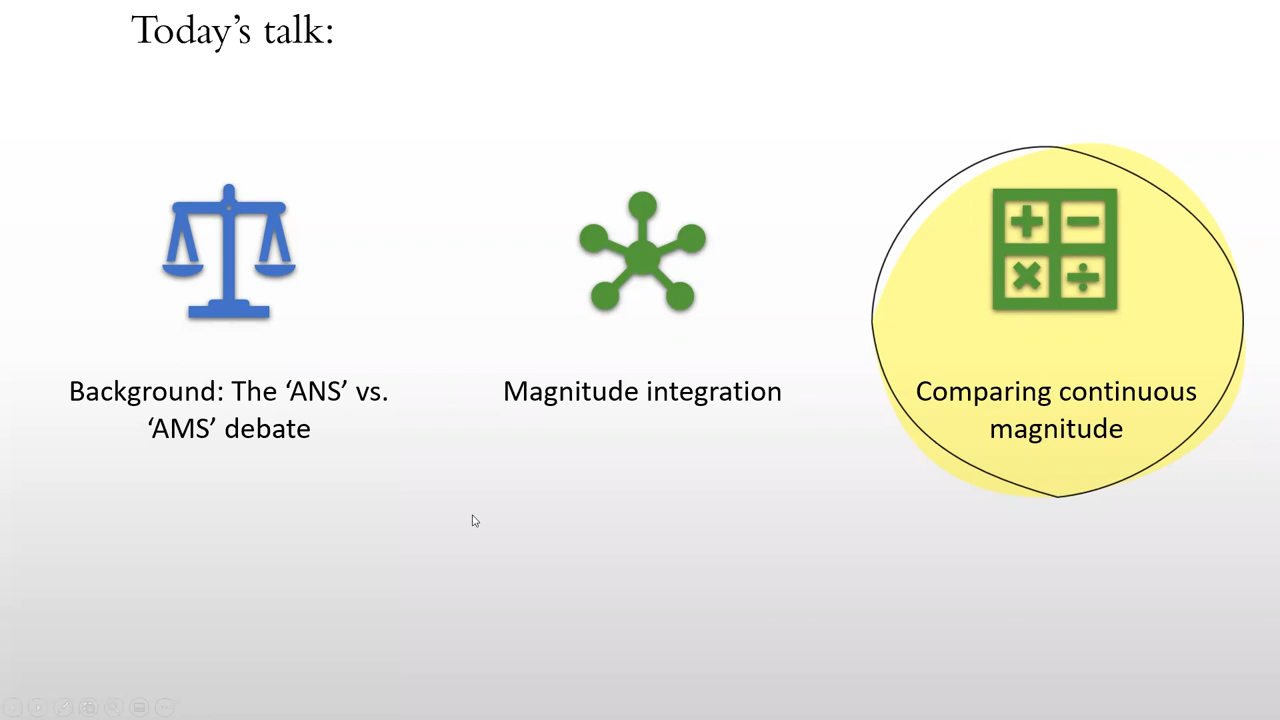 Today’s talk:
Background: The ‘ANS’ vs.
‘AMS’ debate
Magnitude integration
Comparing continuous
magnitude